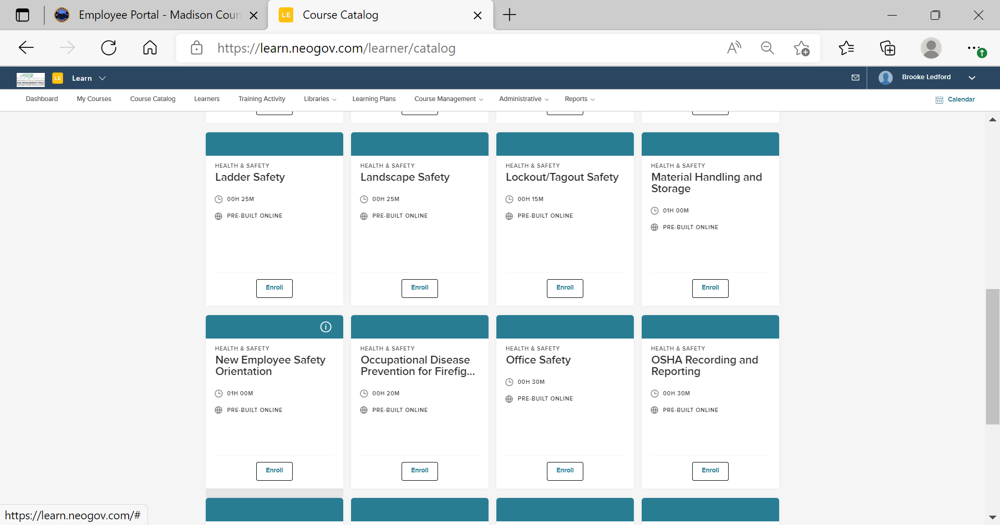 Employee Portal - Madison Coun
LE Course Catalog
https://learn.neogov.com/learner/catalog
LE Learn
Brooke Ledford
Dashboard My Courses Course Catalog Learners Training Activity Libraries Learning Plans Course Management Administrative Reports Calendar
HEALTH & SAFETY
Ladder Safety
00H 25M
PRE-BUILT ONLINE
Enroll
HEALTH & SAFETY
Landscape Safety
00H 25M
PRE-BUILT ONLINE
Enroll
HEALTH & SAFETY
Lockout/Tagout Safety
00H 15M
PRE-BUILT ONLINE
Enroll
HEALTH & SAFETY
Material Handling and
Storage
01H 00M
PRE-BUILT ONLINE
Enroll
HEALTH & SAFETY
New Employee Safety
Orientation
01H 00M
PRE-BUILT ONLINE
Enroll
HEALTH & SAFETY
Occupational Disease
Prevention for Firefig...
00H 20M
PRE-BUILT ONLINE
Enroll
HEALTH & SAFETY
Office Safety
00H 30M
PRE-BUILT ONLINE
Enroll
HEALTH & SAFETY
OSHA Recording and
Reporting
00H 30M
PRE-BUILT ONLINE
Enroll
https://learn.neogov.com/#